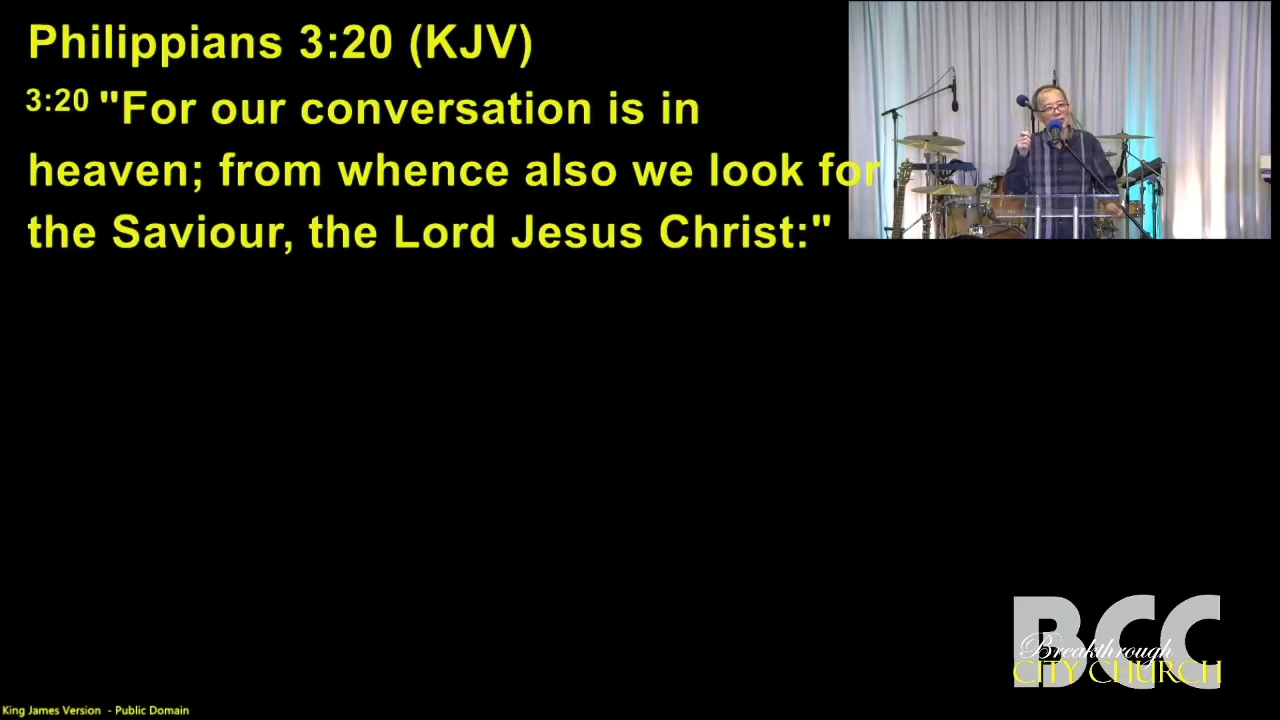 Philippians 3:20 (KJV)
3:20 "For our conversation is in
heaven; from whence also we look for
the Saviour, the Lord Jesus Christ:"
BCC
Breakthrough
CITY CHURCH
King James Version - Public Domain